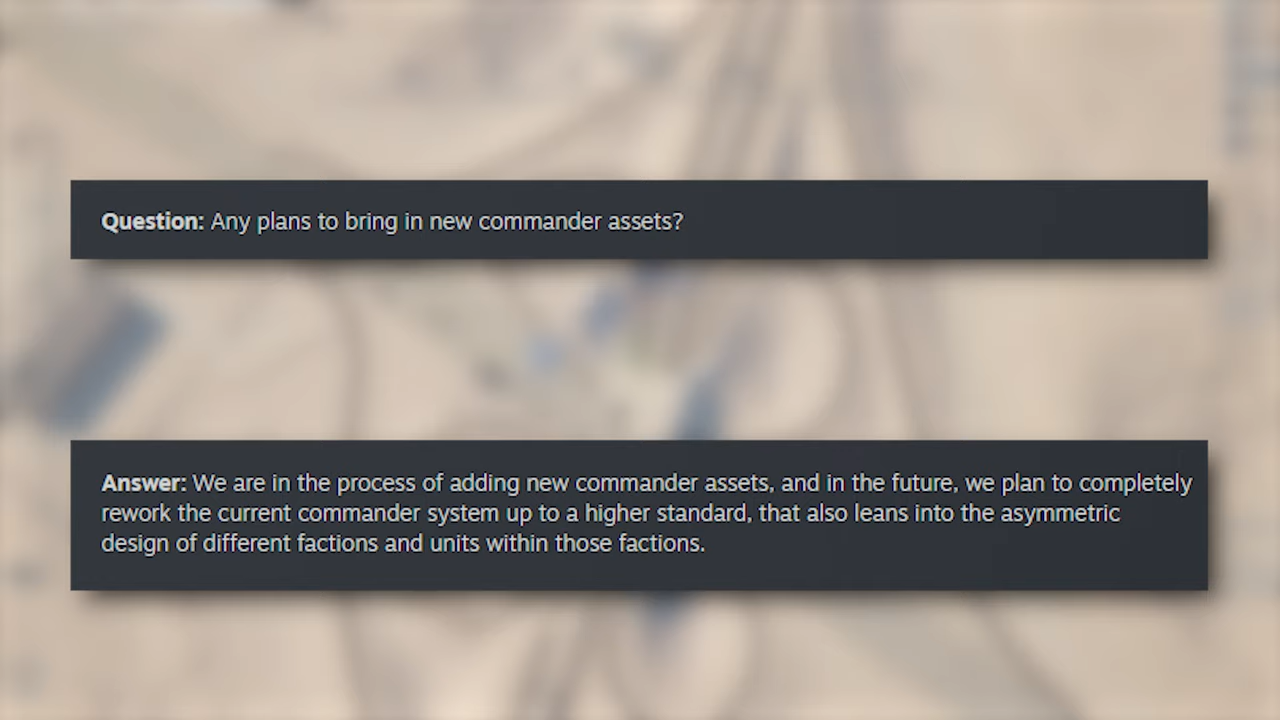 Question: Any plans to bring in new commander assets?
Answer: We are in the process of adding new commander assets, and in the future, we plan to completely
rework the current commander system up to a higher standard, that also leans into the asymmetric
design of different factions and units within those factions.